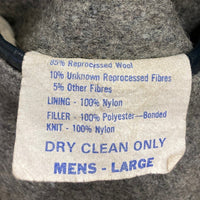 85% Reprocessed Wool
10% Unknown Reprocessed Fibres
5% Other Fibres
LINING - 100% Nylon
FILLER - 100% Polyester-Bonded
KNIT - 100% Nylon
DRY CLEAN ONLY
MENS - LARGE